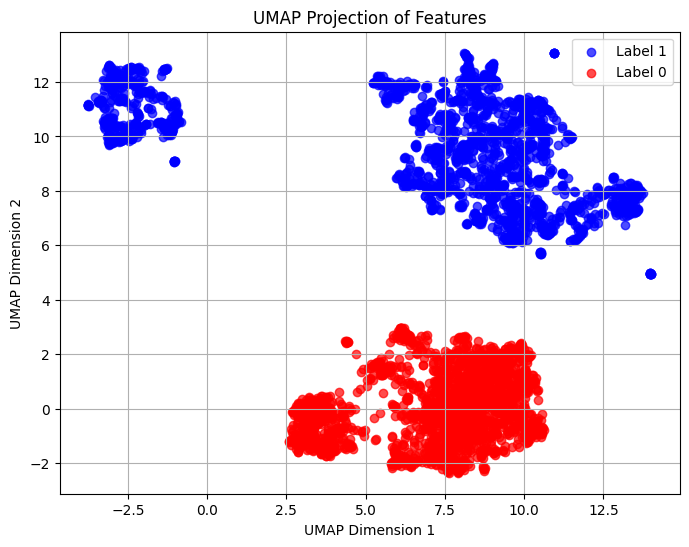 UMAP Projection of Features
Label 1
Label 0
UMAP Dimension 2
12
10
8
6
4
2
0
−2
−2.5 0.0 2.5 5.0 7.5 10.0 12.5
UMAP Dimension 1